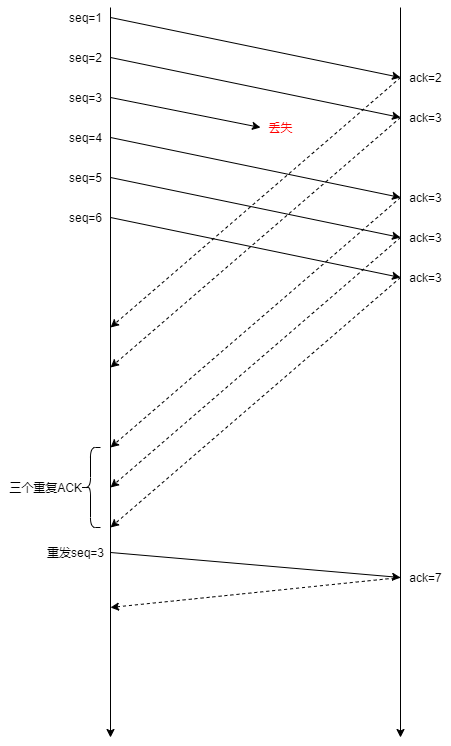 seq=1
ack=2
seq=2
ack=3
seq=3
丢失
seq=4
ack=3
seq=5
ack=3
seq=6
ack=3
三个重复ACK
重发seq=3
ack=7